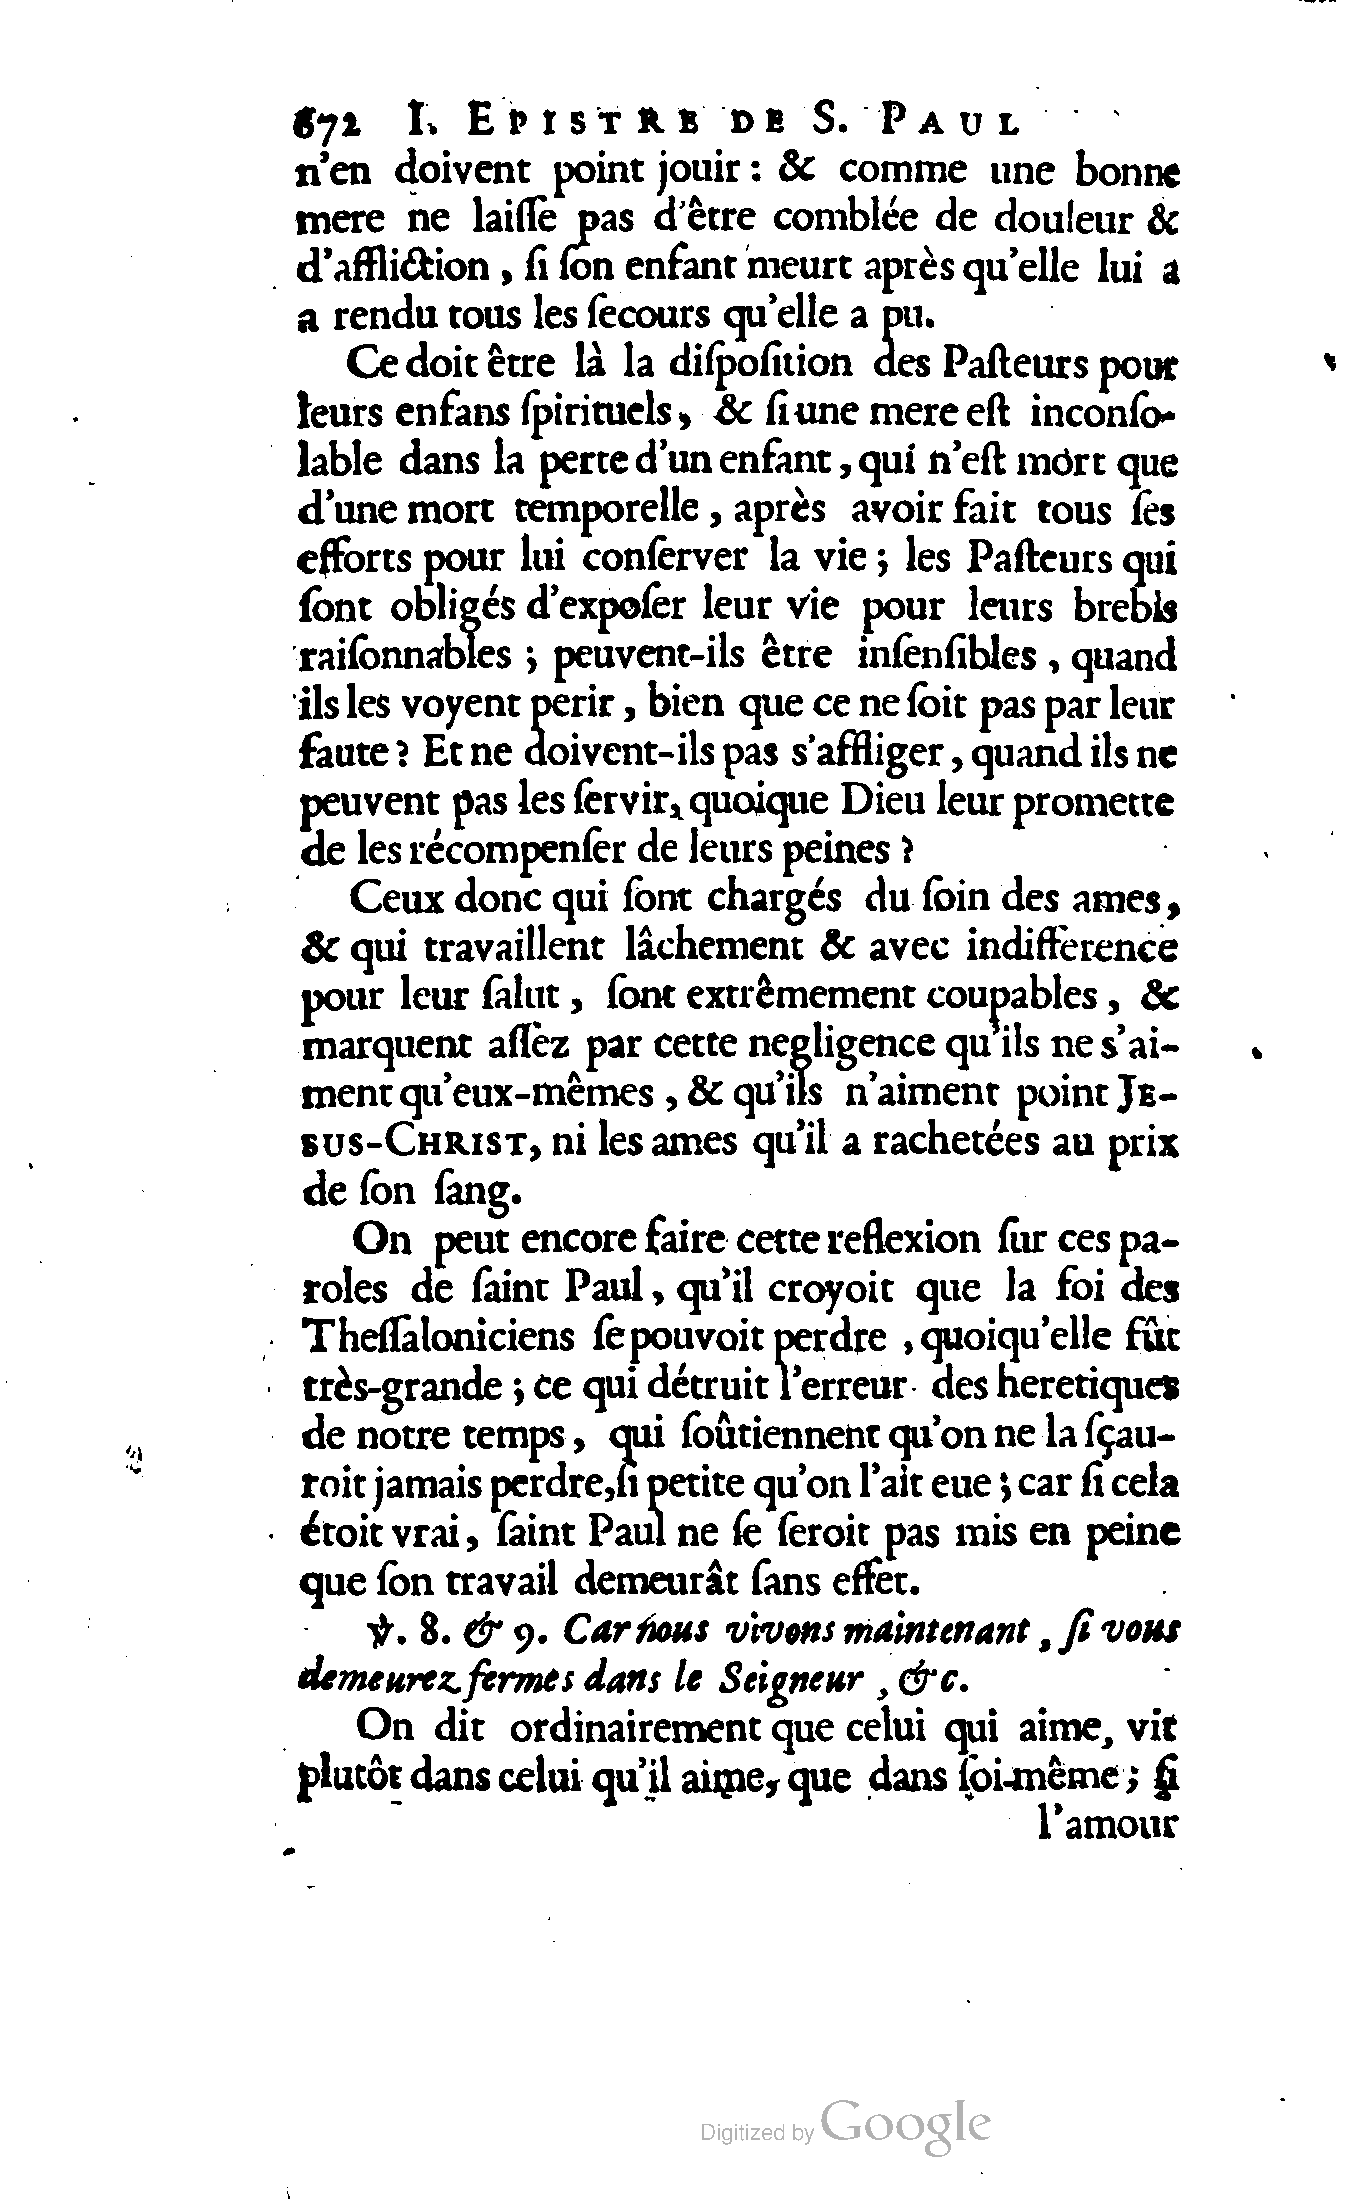 672 I. EPISTRE DE S. PAUL
n'en doivent point jouir : & comme une bonne
mere ne laiſſe pas d'être comblée de douleur &
d'affliction , ſi ſon enfant meurt après qu'elle lui a
a rendu tous les ſecours qu'elle a pu.
Ce doit être là la diſpoſition des Paſteurs pour
leurs enfans ſpirituels, & ſi une mere eſt inconſo-
lable dans la perte d'un enfant , qui n'eſt mort que
d'une mort temporelle , après avoir fait tous ſes
efforts pour lui conſerver la vie ; les Paſteurs qui
ſont obligés d'expoſer leur vie pour leurs brebis
raiſonnables ; peuvent-ils être inſenſibles , quand
ils les voyent perir , bien que ce ne ſoit pas par leur
faute ? Et ne doivent-ils pas s'affliger , quand ils ne
peuvent pas les ſervir, quoique Dieu leur promette
de les récompenſer de leurs peines ?
Ceux donc qui ſont chargés du ſoin des ames,
& qui travaillent lâchement & avec indifference
pour leur ſalut , ſont extrêmement coupables , &
marquent aſſez par cette negligence qu'ils ne s'ai-
ment qu'eux-mêmes , & qu'ils n'aiment point JE-
SUS-CHRIST, ni les ames qu'il a rachetées au prix
de ſon ſang.
On peut encore faire cette reflexion ſur ces pa-
roles de ſaint Paul , qu'il croyoit que la foi des
Theſſaloniciens ſe pouvoit perdre , quoiqu'elle fût
très-grande ; ce qui détruit l'erreur des heretiques
de notre temps , qui ſoûtiennent qu'on ne la ſçau-
roit jamais perdre, ſi petite qu'on l'ait eue ; car ſi cela
étoit vrai , ſaint Paul ne ſe ſeroit pas mis en peine
que ſon travail demeurât ſans effet.
℣. 8. & 9. Car nous vivons maintenant , ſi vous
demeurez fermes dans le Seigneur , &c.
On dit ordinairement que celui qui aime, vit
plutôt dans celui qu'il aime, que dans ſoi-même ; ſi
l'amour
Digitized by Google